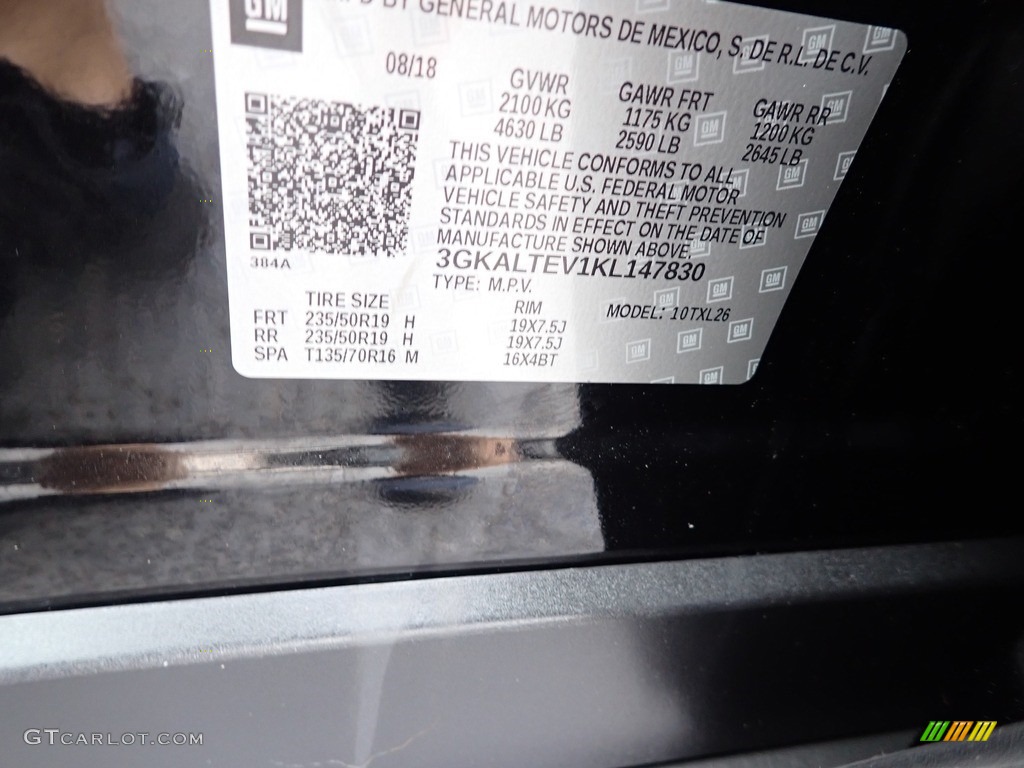 GM
BY GENERAL MOTORS DE MEXICO, S. DE R.L. DE C.V.
08/18
GVWR GAWR FRT GAWR RR
2100 KG 1175 KG 1200 KG
4630 LB 2590 LB 2645 LB
THIS VEHICLE CONFORMS TO ALL
APPLICABLE U.S. FEDERAL MOTOR
VEHICLE SAFETY AND THEFT PREVENTION
STANDARDS IN EFFECT ON THE DATE OF
MANUFACTURE SHOWN ABOVE.
384A
3GKALTEV1KL147830
TYPE: M.P.V.
MODEL: 10TXL26
TIRE SIZE RIM
FRT 235/50R19 H 19X7.5J
RR 235/50R19 H 19X7.5J
SPA T135/70R16 M 16X4BT
GTCARLOT.COM